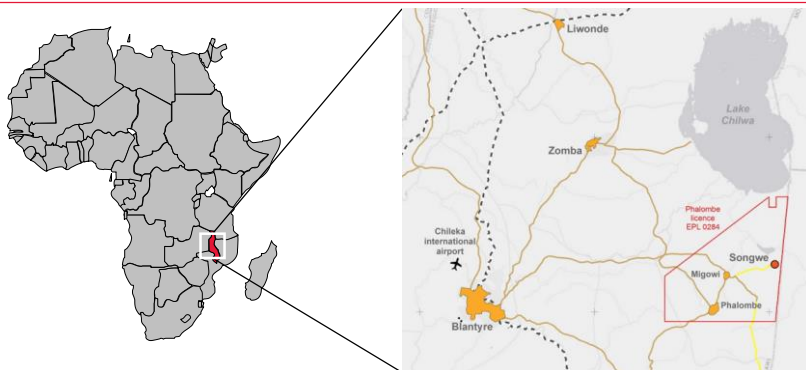 Liwonde
Lake
Chilwa
Zomba
Phalombe
licence
EPL 0284
Chileka
international
airport
Songwe
Migowi
Phalombe
Blantyre